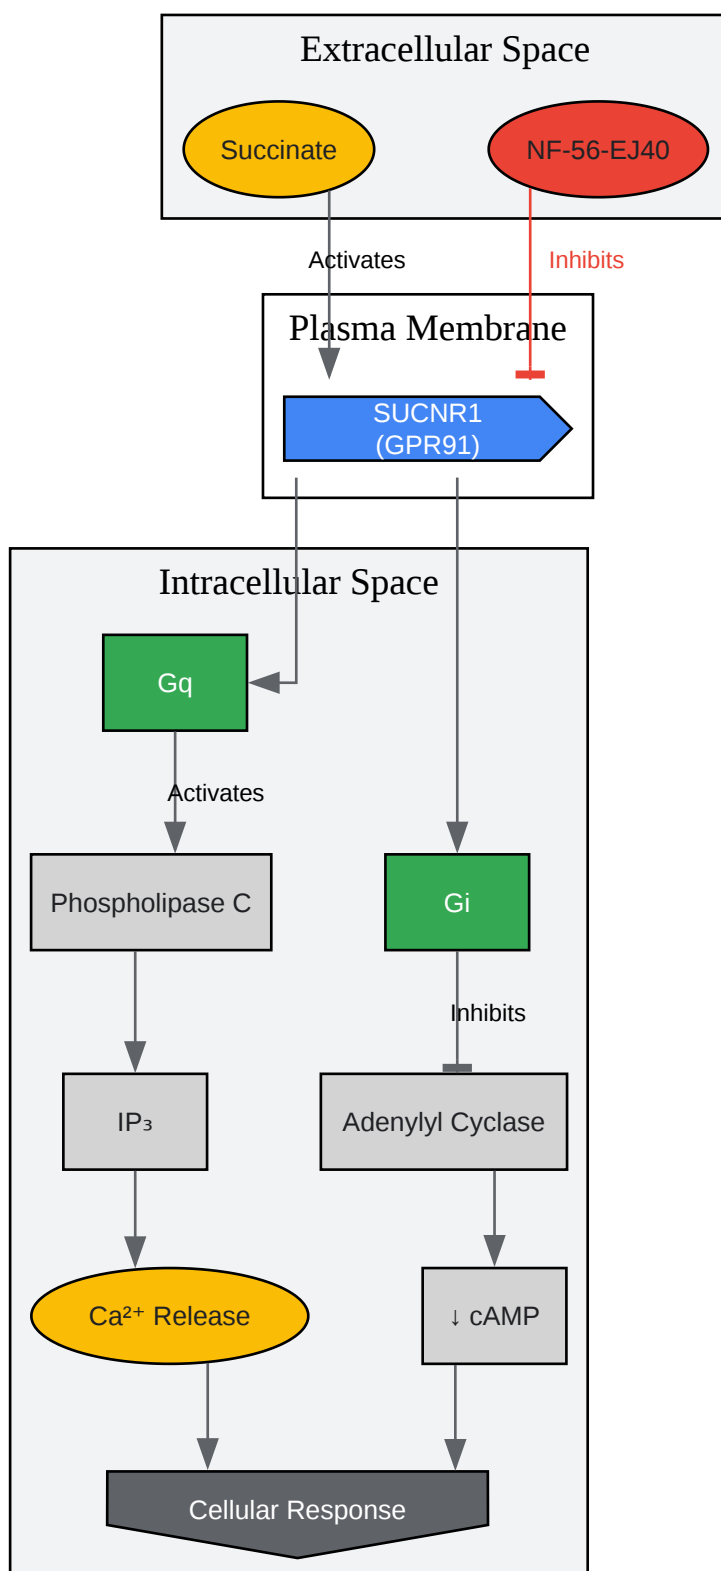 Extracellular Space
Succinate
NF-56-EJ40
Activates
Inhibits
Plasma Membrane
SUCNR1
(GPR91)
Intracellular Space
Gq
Activates
Phospholipase C
Gi
Inhibits
IP₃
Adenylyl Cyclase
Ca²⁺ Release
↓ cAMP
Cellular Response